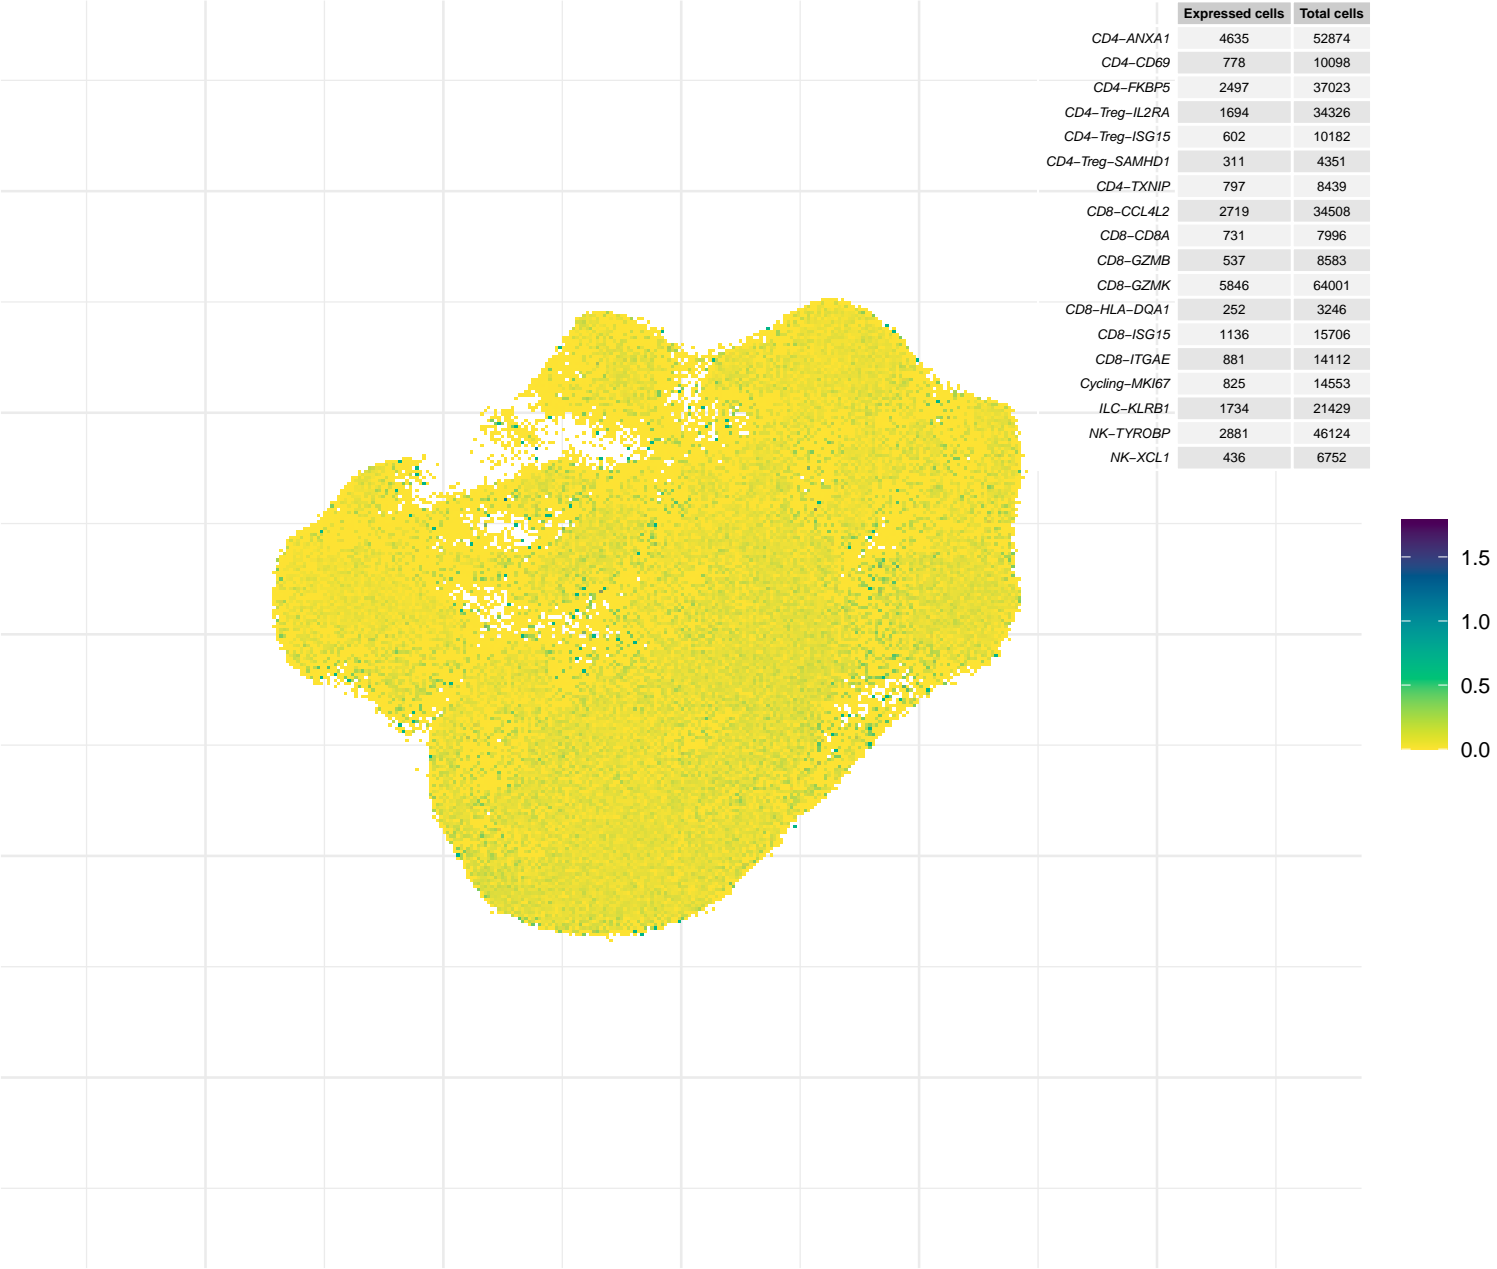 Expressed cells Total cells
CD4−ANXA1 4635 52874
CD4−CD69 778 10098
CD4−FKBP5 2497 37023
CD4−Treg−IL2RA 1694 34326
CD4−Treg−ISG15 602 10182
CD4−Treg−SAMHD1 311 4351
CD4−TXNIP 797 8439
CD8−CCL4L2 2719 34508
CD8−CD8A 731 7996
CD8−GZMB 537 8583
CD8−GZMK 5846 64001
CD8−HLA−DQA1 252 3246
CD8−ISG15 1136 15706
CD8−ITGAE 881 14112
Cycling−MKI67 825 14553
ILC−KLRB1 1734 21429
NK−TYROBP 2881 46124
NK−XCL1 436 6752
1.5
1.0
0.5
0.0